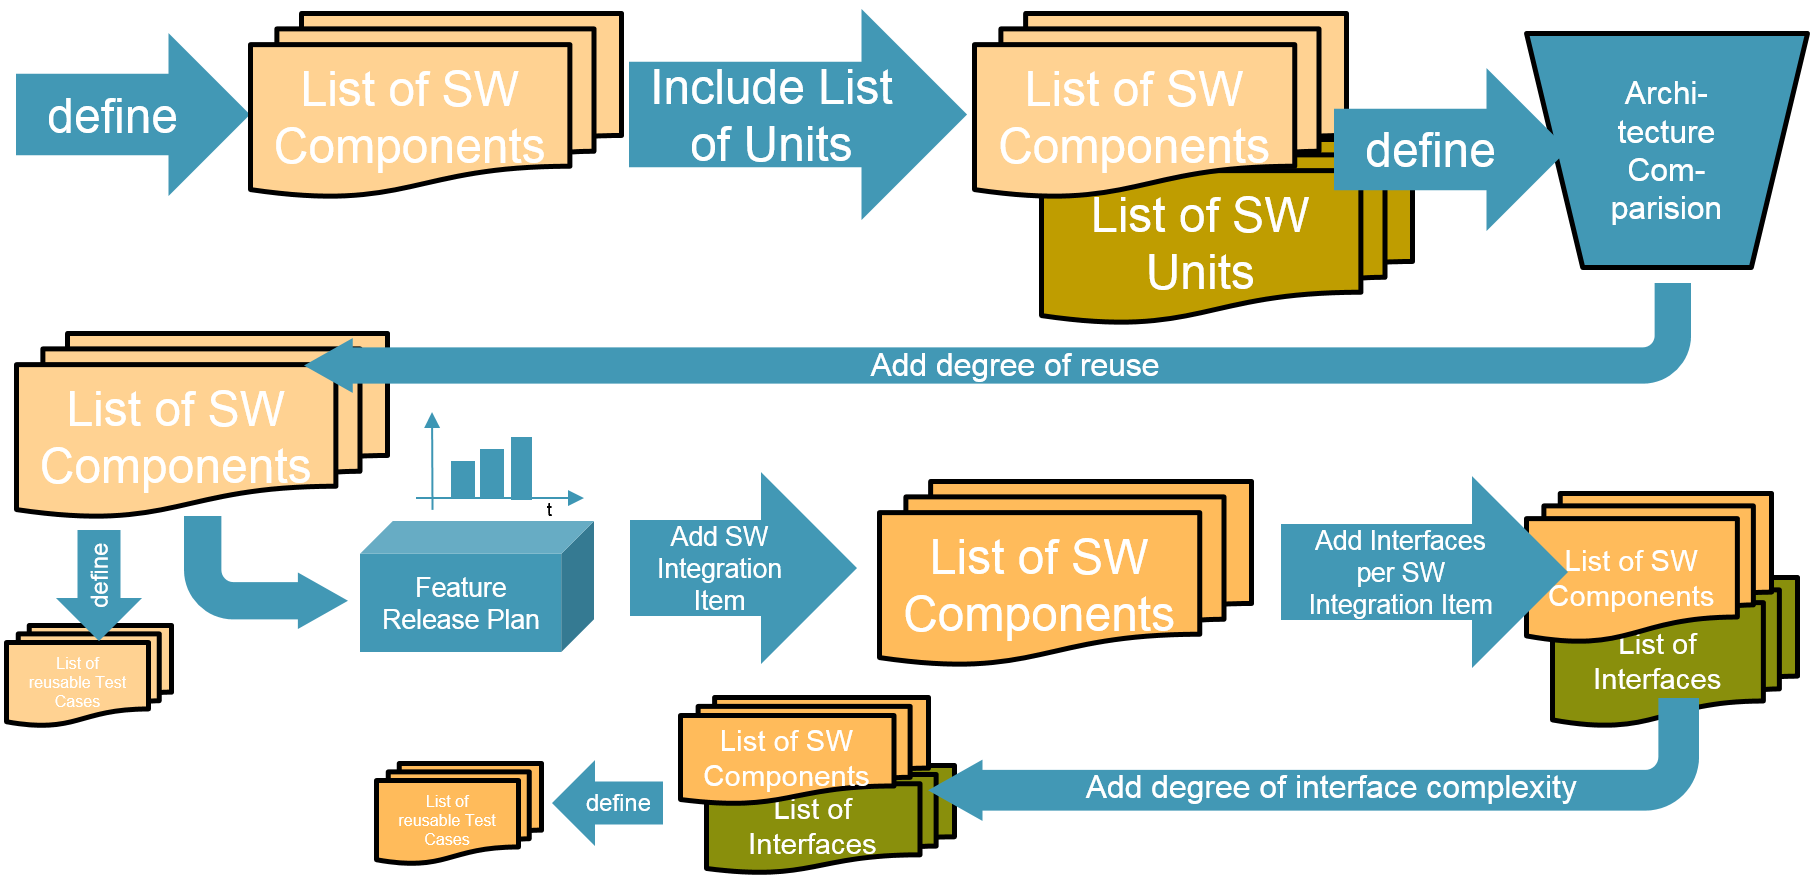 define
List of SW
Components
Include List
of Units
List of SW
Components
List of SW
Units
define
Archi-
tecture
Com-
parision
Add degree of reuse
List of SW
Components
define
List of
reusable Test
Cases
t
Feature
Release Plan
Add SW
Integration
Item
List of SW
Components
Add Interfaces
per SW
Integration Item
List of SW
Components
List of
Interfaces
Add degree of interface complexity
List of SW
Components
List of
Interfaces
define
List of
reusable Test
Cases